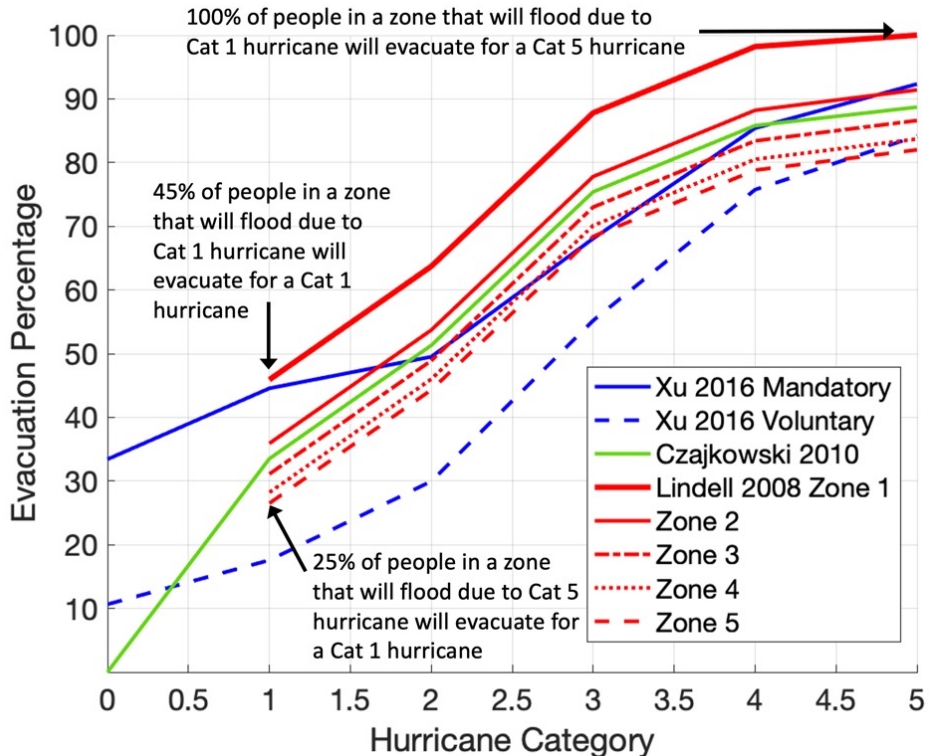 100% of people in a zone that will flood due to
Cat 1 hurricane will evacuate for a Cat 5 hurricane
100
90
80
70
60
50
40
30
20
10
Evacuation Percentage
45% of people in a zone
that will flood due to
Cat 1 hurricane will
evacuate for a Cat 1
hurricane
Xu 2016 Mandatory
Xu 2016 Voluntary
Czajkowski 2010
Lindell 2008 Zone 1
Zone 2
Zone 3
Zone 4
Zone 5
25% of people in a zone
that will flood due to Cat 5
hurricane will evacuate for
a Cat 1 hurricane
0 0.5 1 1.5 2 2.5 3 3.5 4 4.5 5
Hurricane Category